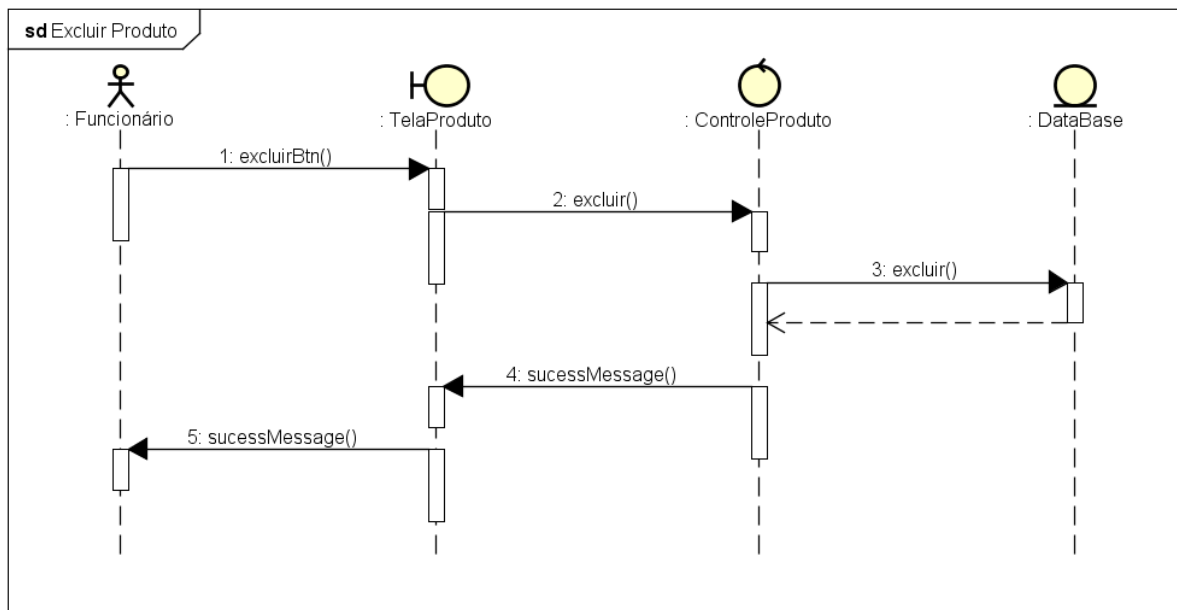 sd Excluir Produto
: Funcionário
: TelaProduto
: ControleProduto
: DataBase
1: excluirBtn()
2: excluir()
3: excluir()
4: sucessMessage()
5: sucessMessage()